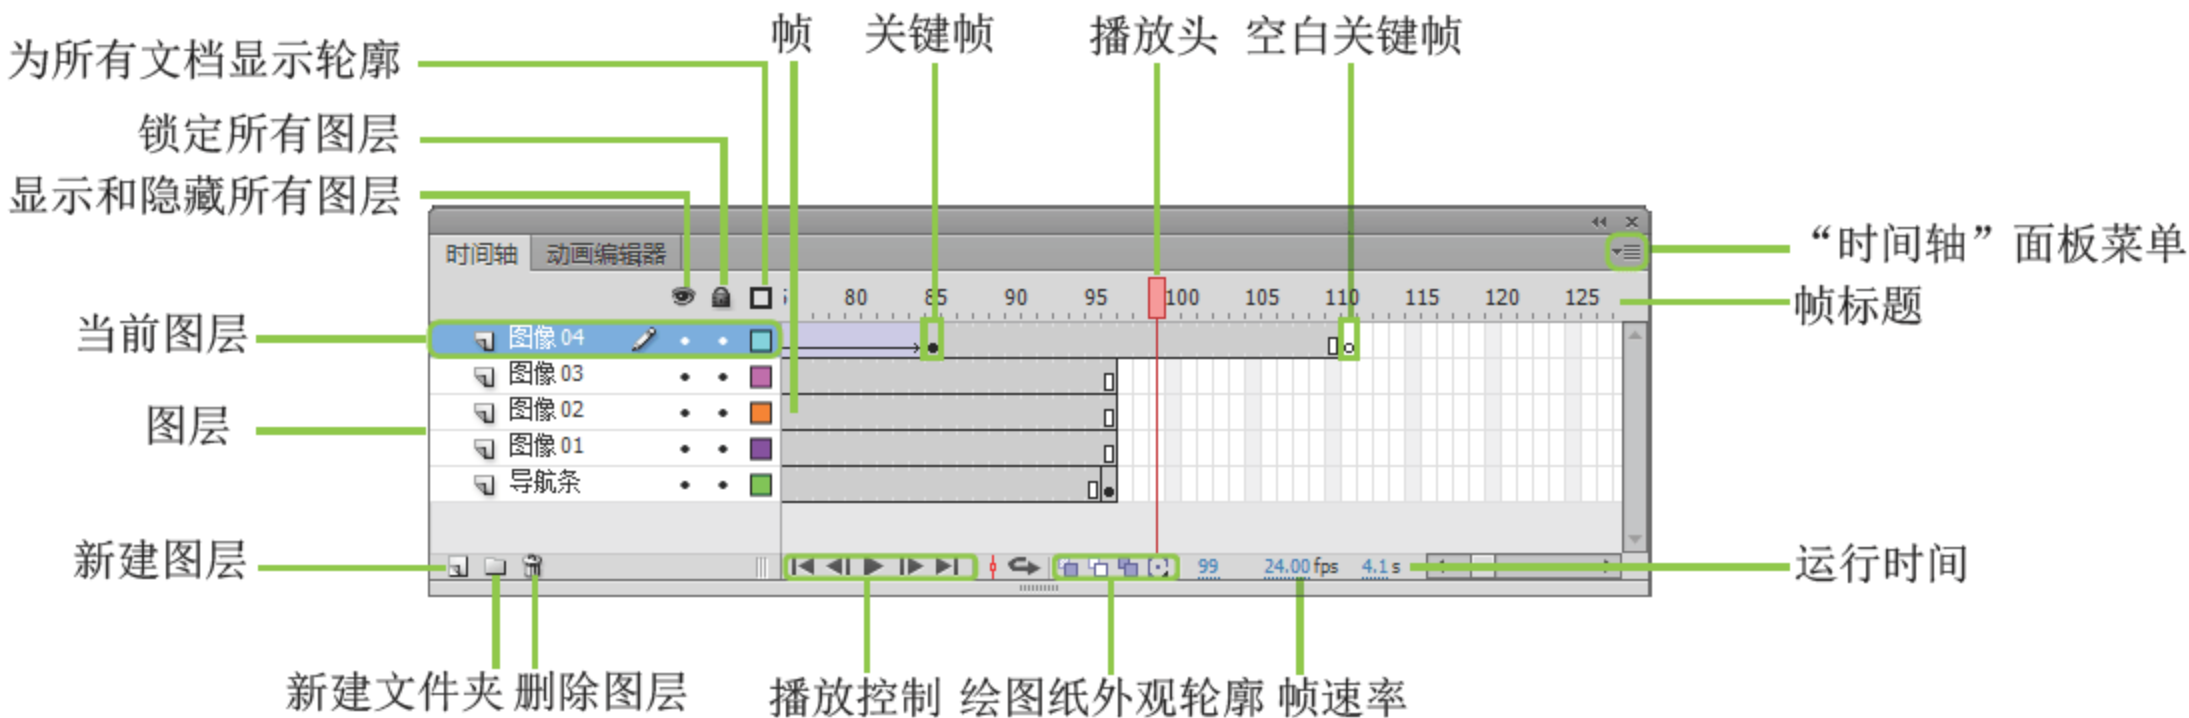 帧 关键帧 播放头 空白关键帧
为所有文档显示轮廓
锁定所有图层
显示和隐藏所有图层
“时间轴”面板菜单
时间轴 动画编辑器
80 85 90 95 100 105 110 115 120 125
帧标题
当前图层
图像 04
图像 03
图层
图像 02
图像 01
导航条
新建图层
99 24.00 fps 4.1 s
运行时间
新建文件夹 删除图层 播放控制 绘图纸外观轮廓 帧速率